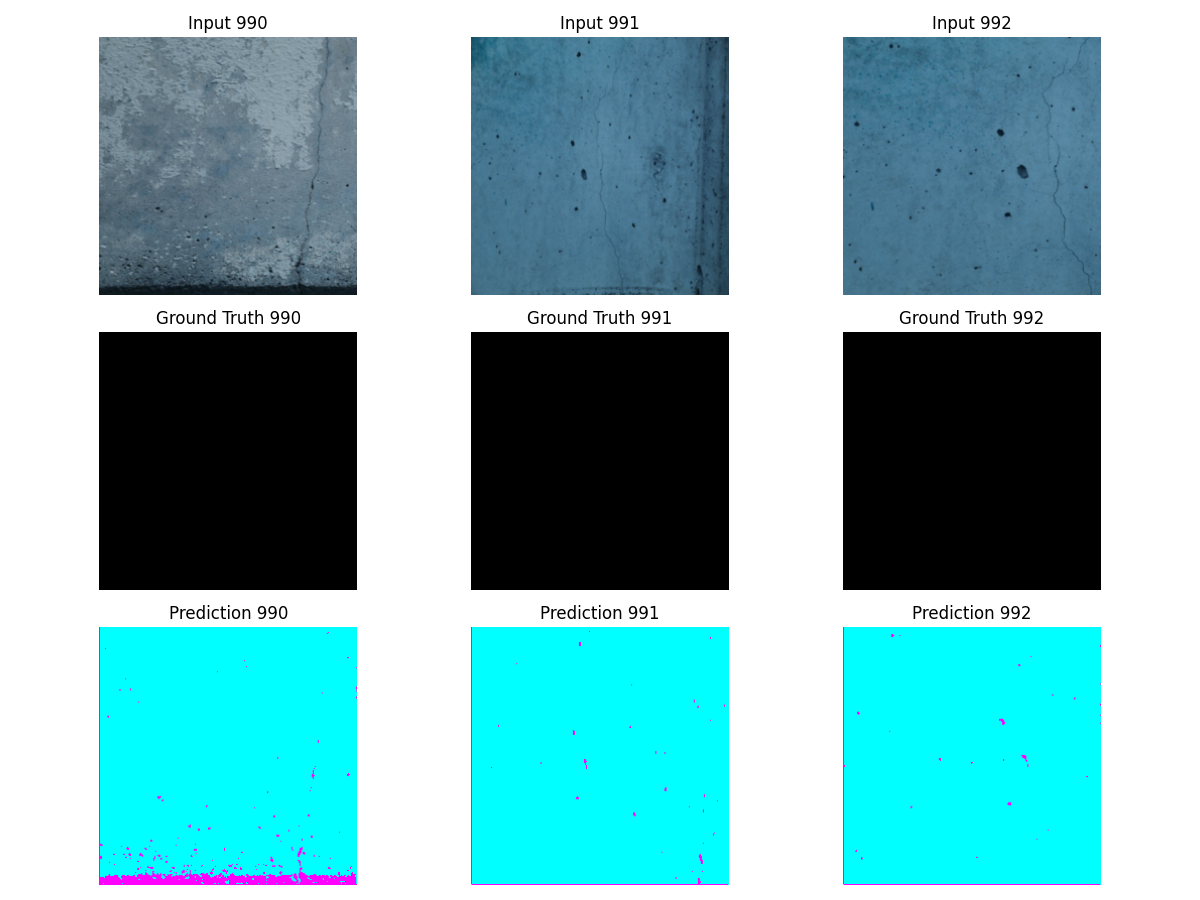 Input 990
Input 991
Input 992
Ground Truth 990
Ground Truth 991
Ground Truth 992
Prediction 990
Prediction 991
Prediction 992